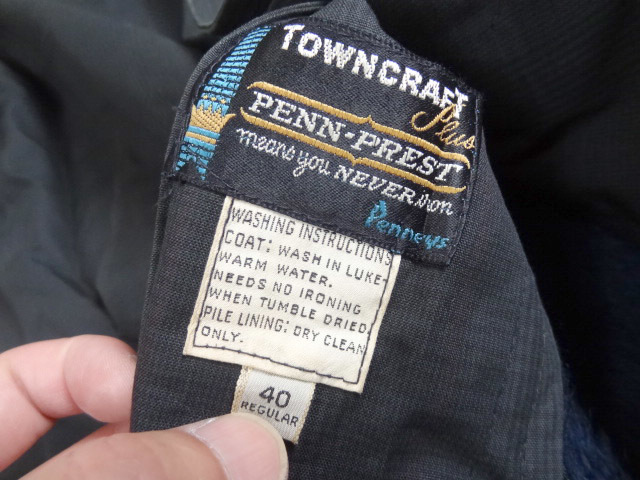 TOWNCRAFT
Plus
PENN-PREST
means you NEVER iron
Penneys
WASHING INSTRUCTIONS
COAT: WASH IN LUKE-
WARM WATER.
NEEDS NO IRONING
WHEN TUMBLE DRIED.
PILE LINING: DRY CLEAN
ONLY.
40
REGULAR